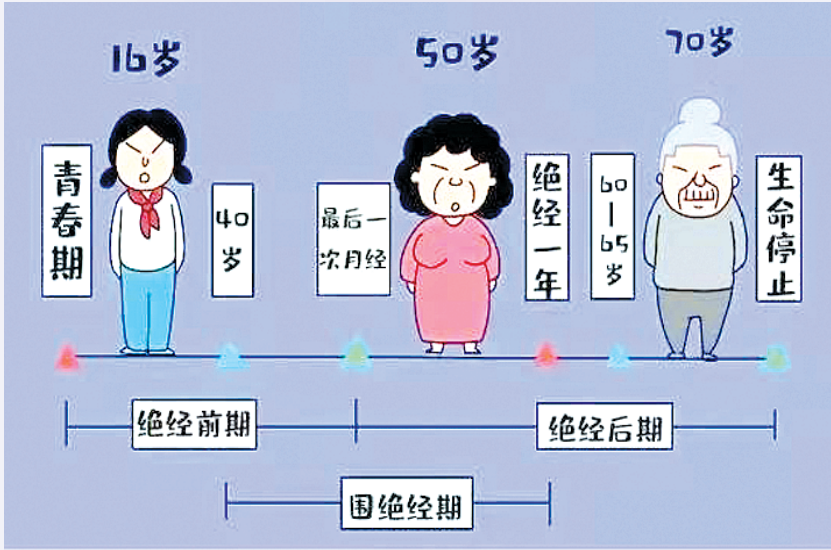 16岁
50岁
70岁
青春期
40岁
最后一
次月经
绝经一年
60—65岁
生命停止
绝经前期
绝经后期
围绝经期